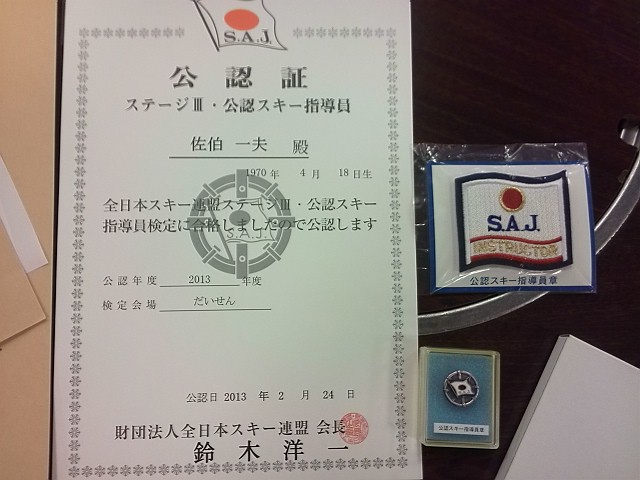 S.A.J.
公認証
ステージⅢ・公認スキー指導員
佐伯 一夫 殿
1970年 4月 18日生
全日本スキー連盟ステージⅢ・公認スキー
指導員検定に合格しましたので公認します
S.A.J.
公認年度 2013 年度
検定会場 だいせん
公認日 2013 年 2 月 24 日
財団法人全日本スキー連盟 会長
鈴木洋一
S.A.J.
INSTRUCTOR
公認スキー指導員章
公認スキー指導員章